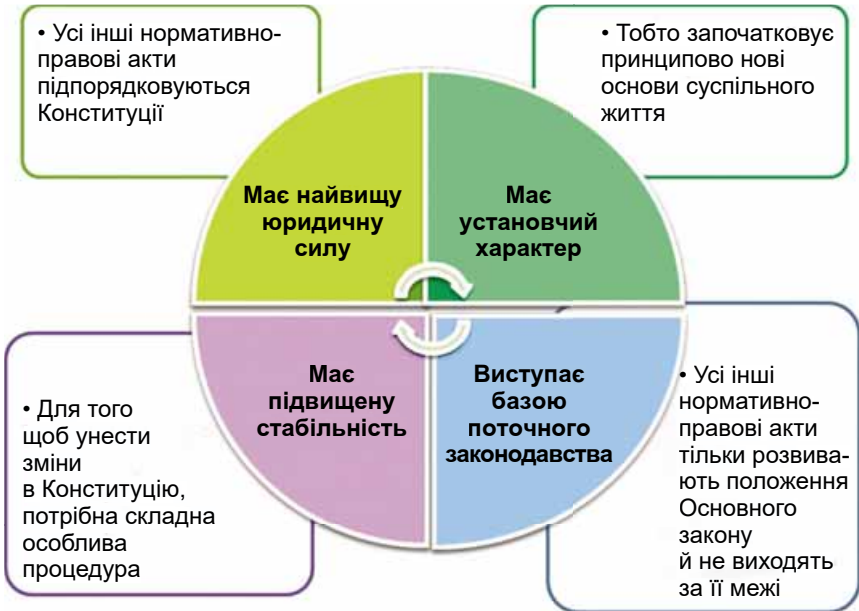 • Усі інші нормативно-
правові акти
підпорядковуються
Конституції
• Тобто започатковує
принципово нові
основи суспільного
життя
Має найвищу
юридичну
силу
Має
установчий
характер
Має
підвищену
стабільність
Виступає
базою
поточного
законодавства
• Для того
щоб унести
зміни
в Конституцію,
потрібна складна
особлива
процедура
• Усі інші
нормативно-
правові акти
тільки розвива-
ють положення
Основного
закону
й не виходять
за її межі